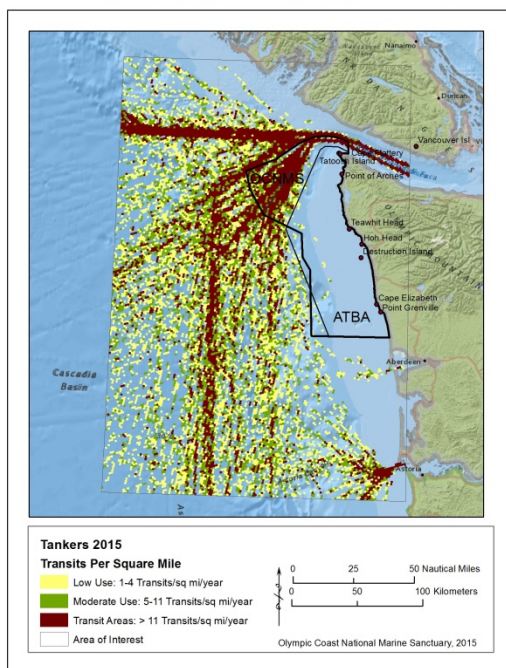 Nanaimo
Duncan
Vancouver Isl
Tatoosh Island
Point of Arches
OCNMS
Teawhit Head
Hoh Head
Destruction Island
Cape Elizabeth
Point Grenville
ATBA
Aberdeen
Cascadia
Basin
Astoria
Tankers 2015
Transits Per Square Mile
Low Use: 1-4 Transits/sq mi/year
Moderate Use: 5-11 Transits/sq mi/year
Transit Areas: > 11 Transits/sq mi/year
Area of Interest
0 25 50 Nautical Miles
0 50 100 Kilometers
Olympic Coast National Marine Sanctuary, 2015